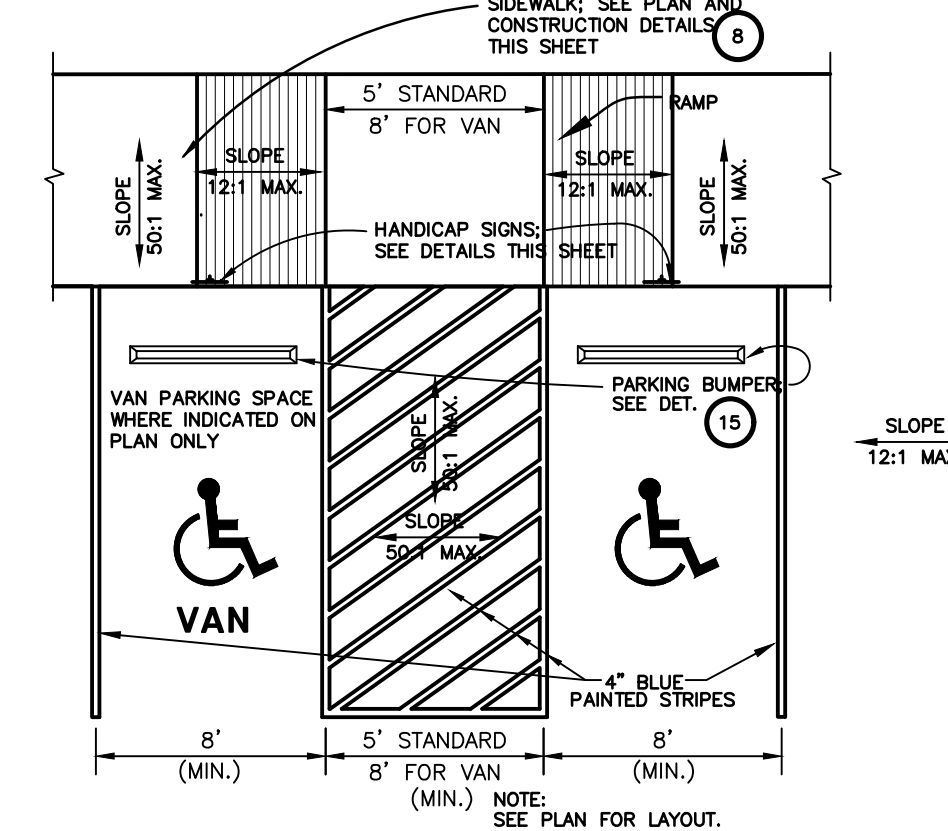 SIDEWALK; SEE PLAN AND
CONSTRUCTION DETAILS
THIS SHEET
8
5' STANDARD
8' FOR VAN
RAMP
SLOPE
12:1 MAX.
SLOPE
12:1 MAX.
SLOPE
50:1 MAX.
SLOPE
50:1 MAX.
HANDICAP SIGNS;
SEE DETAILS THIS SHEET
VAN PARKING SPACE
WHERE INDICATED ON
PLAN ONLY
PARKING BUMPER;
SEE DET.
15
SLOPE
50:1 MAX.
SLOPE
50:1 MAX.
SLOPE
12:1 MAX
VAN
4" BLUE
PAINTED STRIPES
8'
(MIN.)
5' STANDARD
8' FOR VAN
(MIN.)
8'
(MIN.)
NOTE:
SEE PLAN FOR LAYOUT.